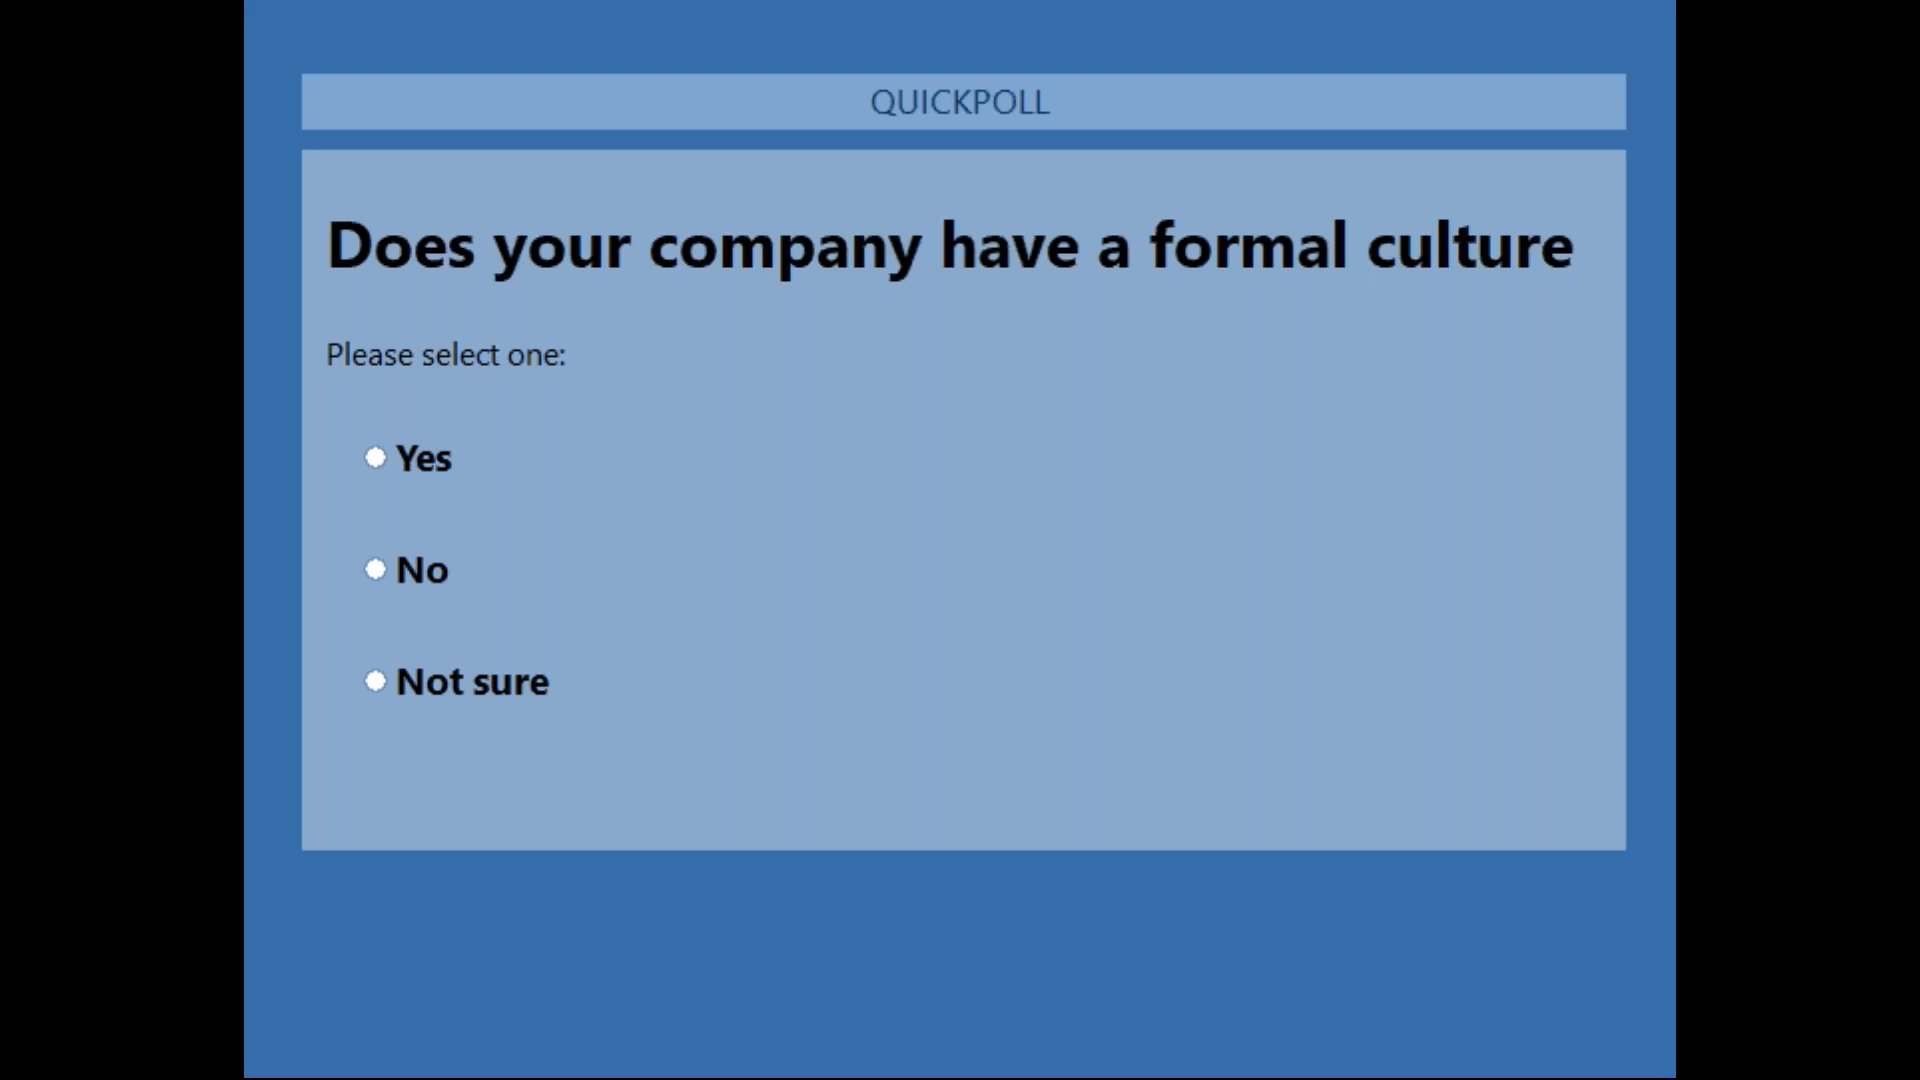 QUICKPOLL
Does your company have a formal culture
Please select one:
Yes
No
Not sure